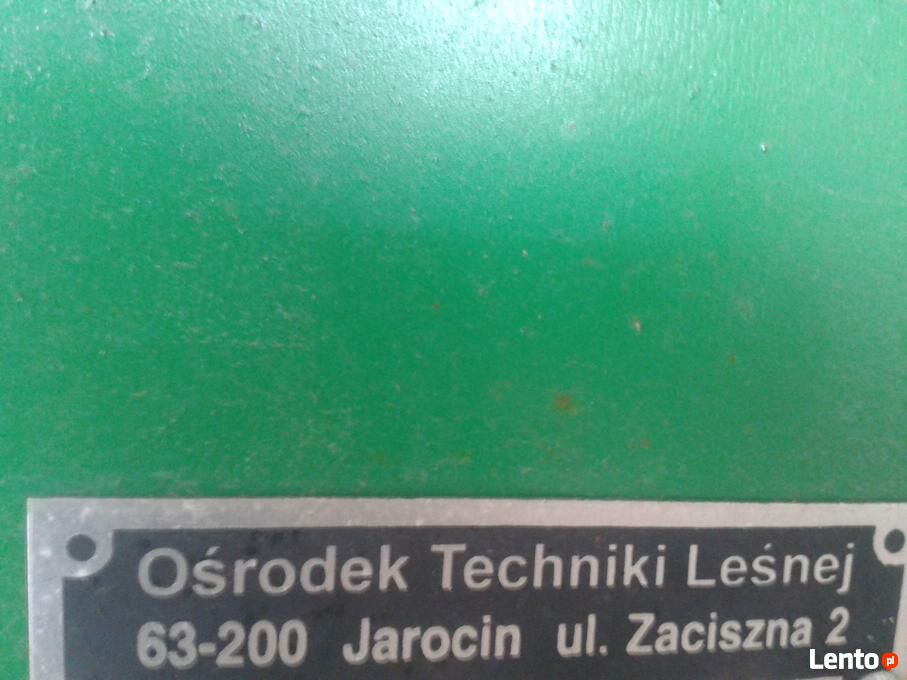 Ośrodek Techniki Leśnej
63-200 Jarocin ul. Zaciszna 2
Lento.pl